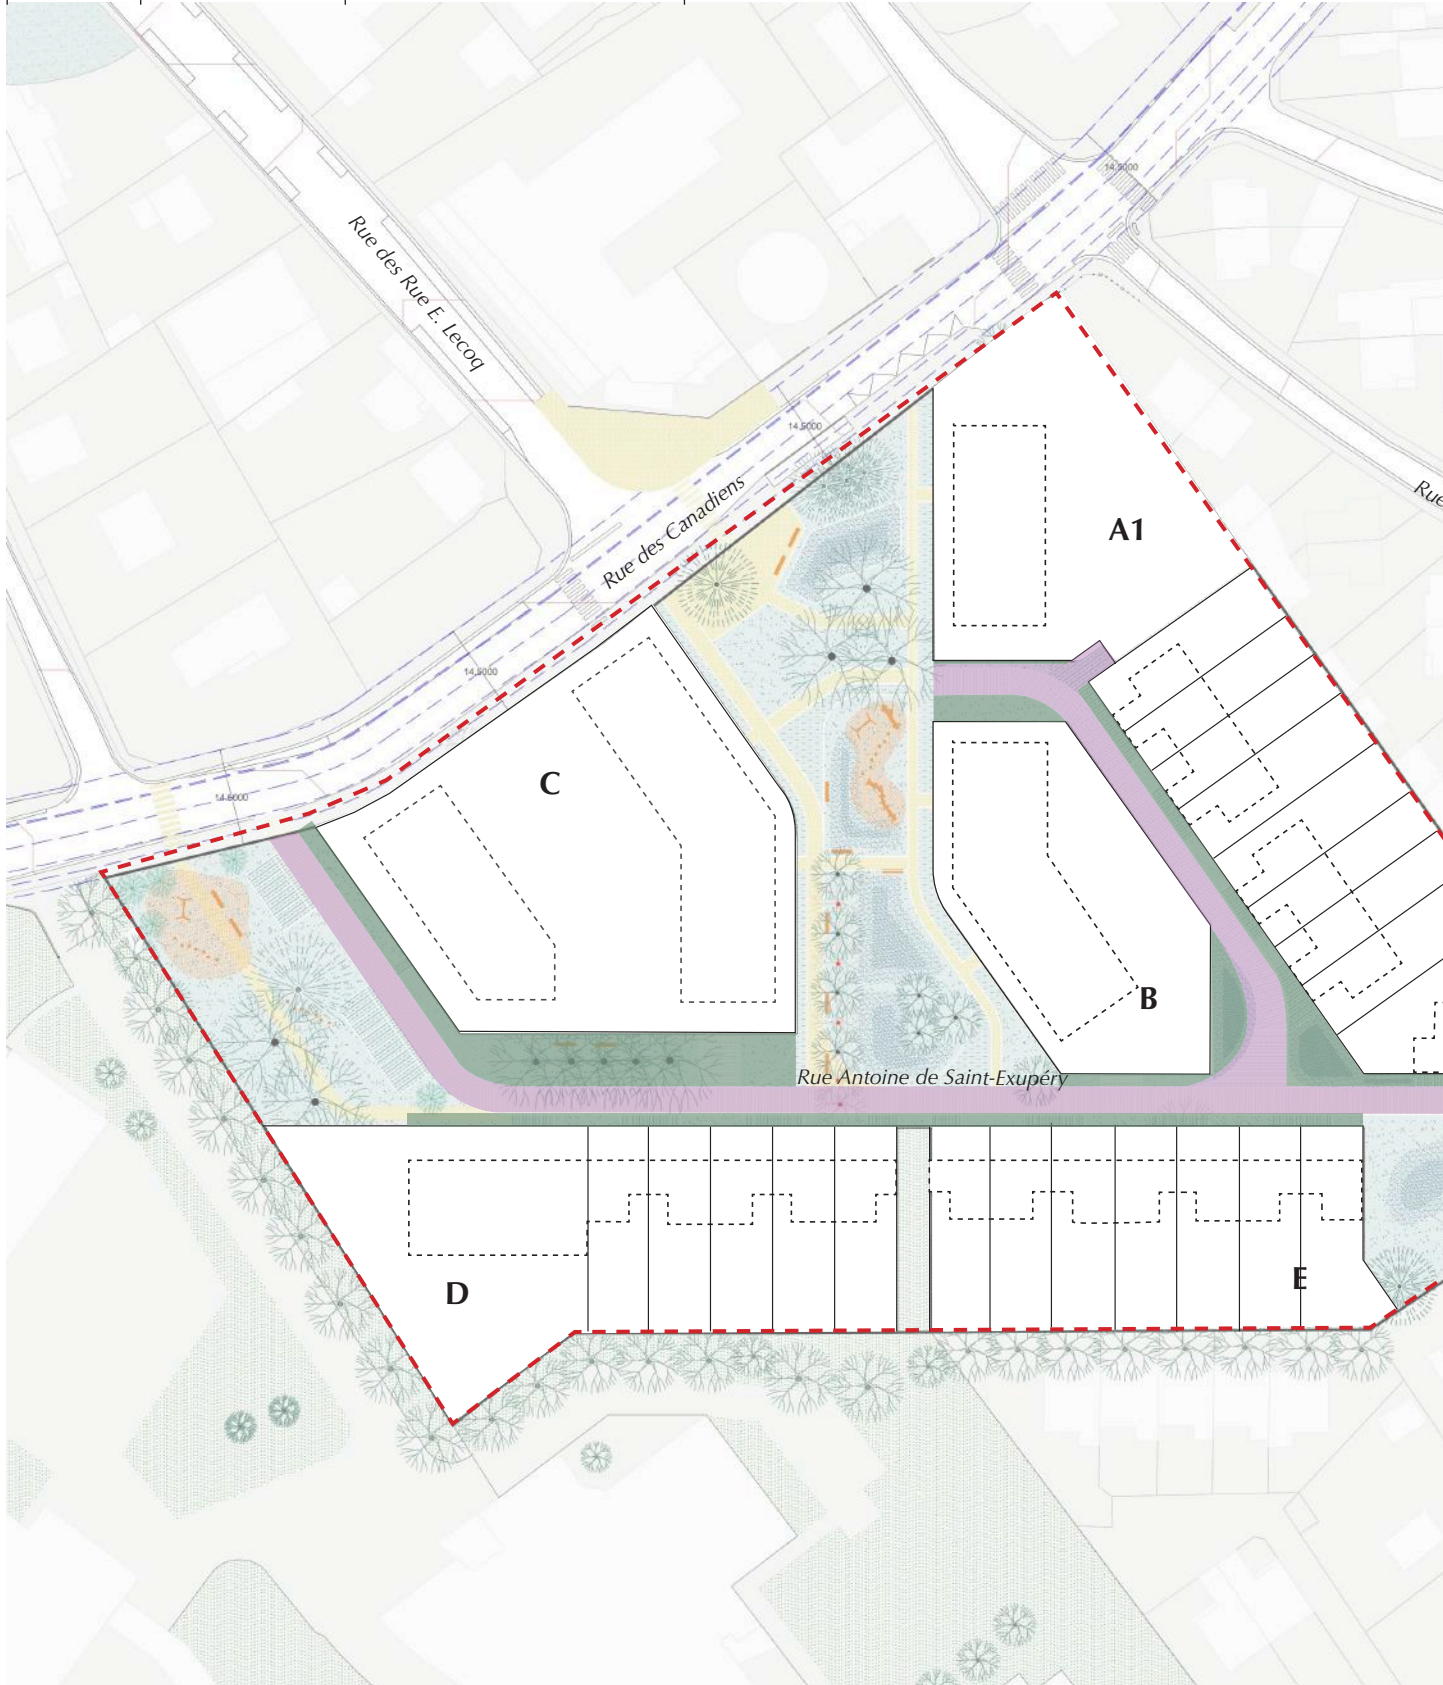 14.5000
Rue des Rue E. Lecoq
14.5000
Rue
Rue des Canadiens
A1
14.5000
C
14.5000
B
Rue Antoine de Saint-Exupéry
E
D